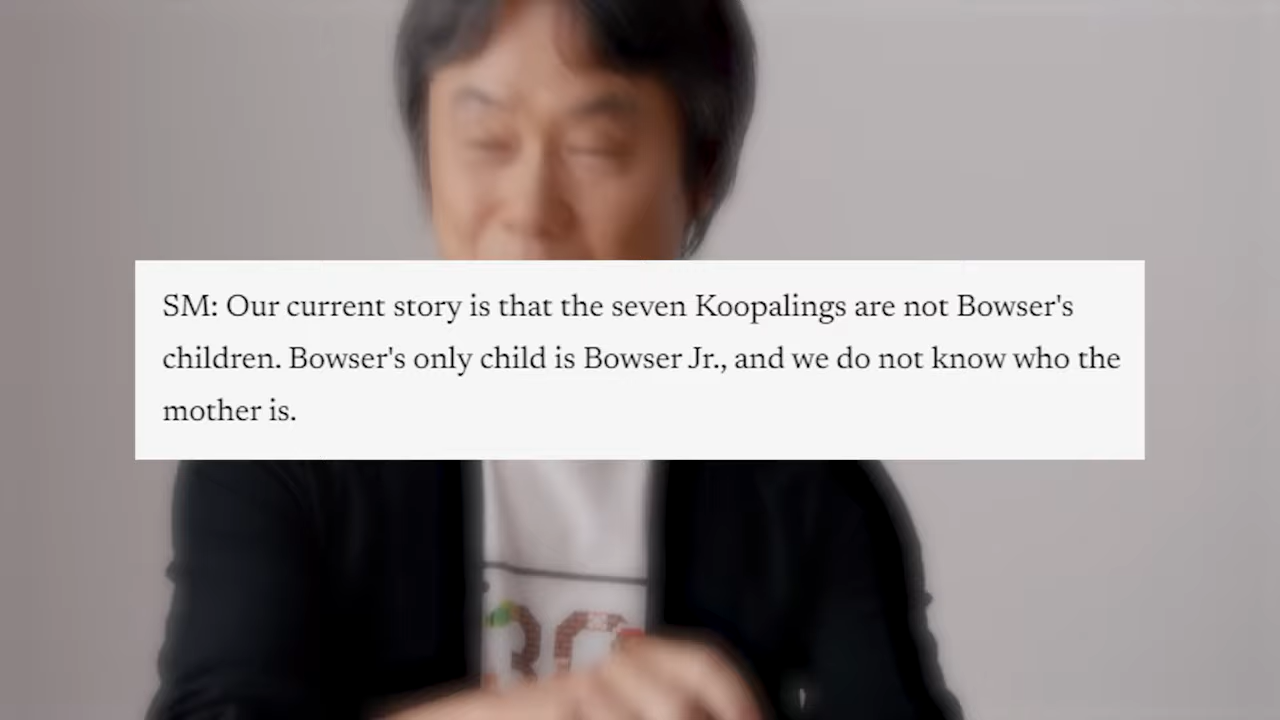 SM: Our current story is that the seven Koopalings are not Bowser's
children. Bowser's only child is Bowser Jr., and we do not know who the
mother is.
30